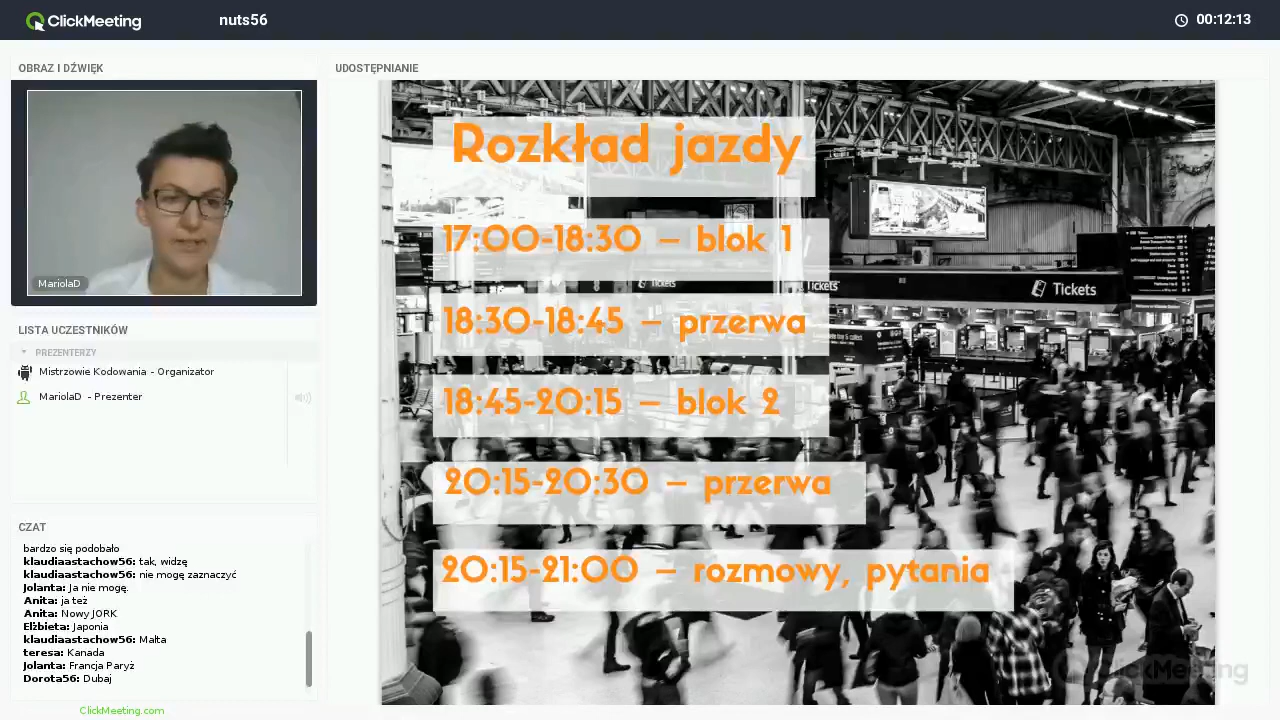 ClickMeeting
nuts56
00:12:13
OBRAZ I DŹWIĘK
MariolaD
LISTA UCZESTNIKÓW
PREZENTERZY
Mistrzowie Kodowania - Organizator
MariolaD - Prezenter
CZAT
bardzo się podobało
klaudiaastachow56: tak, widzę
klaudiaastachow56: nie mogę zaznaczyć
Jolanta: Ja nie mogę.
Anita: ja też
Anita: Nowy JORK
Elżbieta: Japonia
klaudiaastachow56: Malta
teresa: Kanada
Jolanta: Francja Paryż
Dorota56: Dubaj
ClickMeeting.com
UDOSTĘPNIANIE
Rozkład jazdy
17:00-18:30 – blok 1
18:30-18:45 – przerwa
18:45-20:15 – blok 2
20:15-20:30 – przerwa
20:15-21:00 – rozmowy, pytania
Tickets
Tickets
Tickets
ClickMeeting